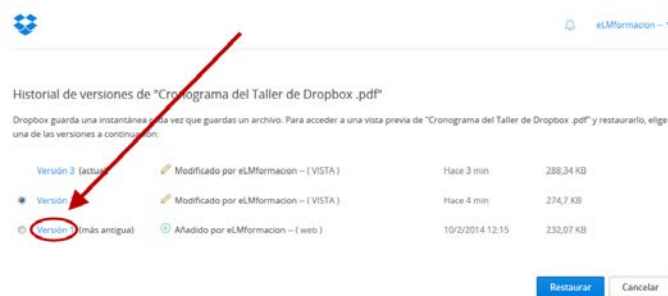 eLMformacion --
Historial de versiones de "Cronograma del Taller de Dropbox .pdf"
Dropbox guarda una instantánea cada vez que guardas un archivo. Para acceder a una vista previa de "Cronograma del Taller de Dropbox .pdf" y restaurarlo, elige
una de las versiones a continuación:
Versión 3 (actual) Modificado por eLMformacion -- ( VISTA ) Hace 3 min 288,34 KB
Versión Modificado por eLMformacion -- ( VISTA ) Hace 4 min 274,7 KB
Versión 1 (más antigua) Añadido por eLMformacion -- ( web ) 10/2/2014 12:15 232,07 KB
Restaurar Cancelar